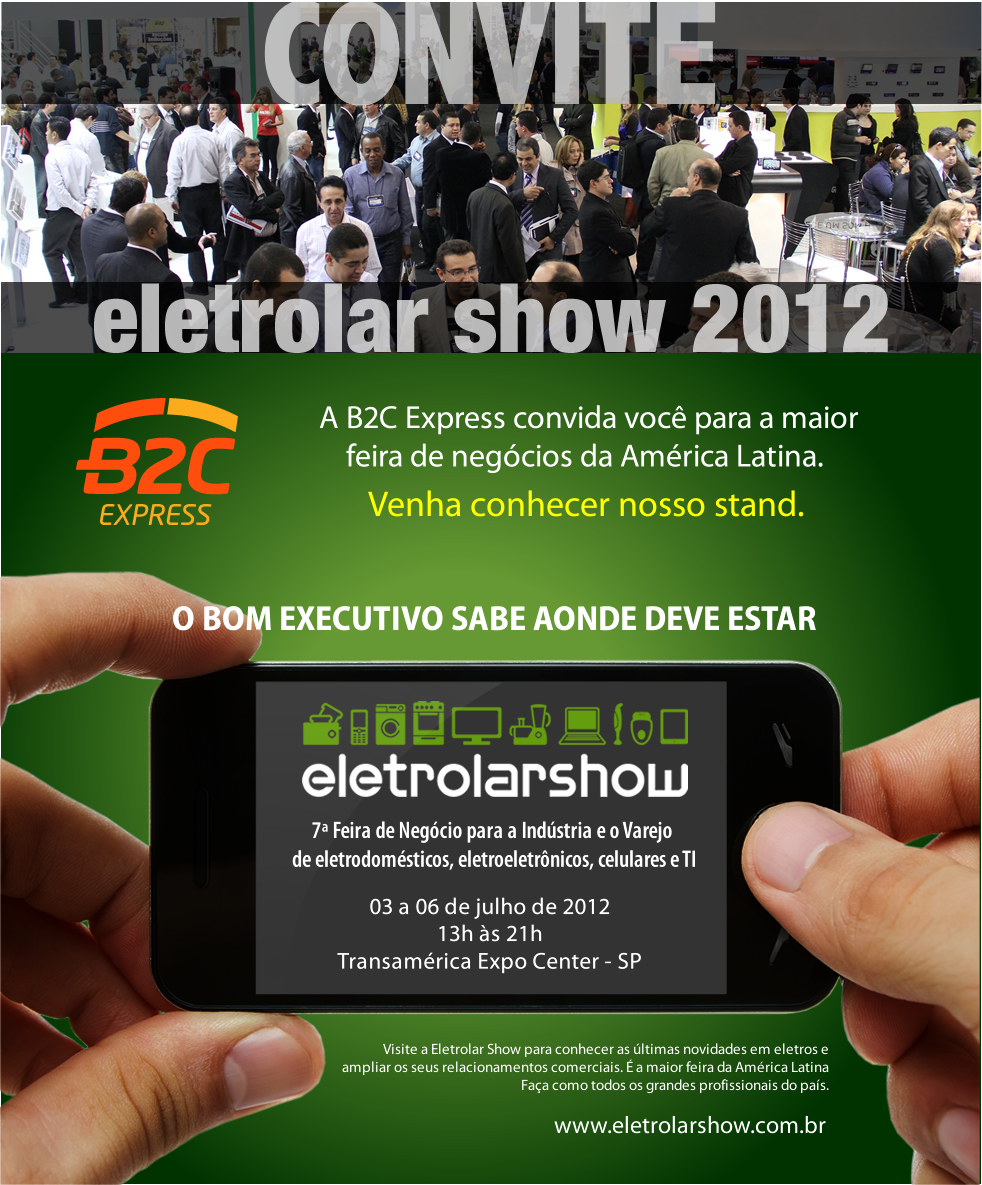 CONVITE
eletrolar show 2012
B2C
EXPRESS
A B2C Express convida você para a maior
feira de negócios da América Latina.
Venha conhecer nosso stand.
O BOM EXECUTIVO SABE AONDE DEVE ESTAR
eletrolarshow
7ª Feira de Negócio para a Indústria e o Varejo
de eletrodomésticos, eletroeletrônicos, celulares e TI
03 a 06 de julho de 2012
13h às 21h
Transamérica Expo Center - SP
Visite a Eletrolar Show para conhecer as últimas novidades em eletros e
ampliar os seus relacionamentos comerciais. É a maior feira da América Latina
Faça como todos os grandes profissionais do país.
www.eletrolarshow.com.br